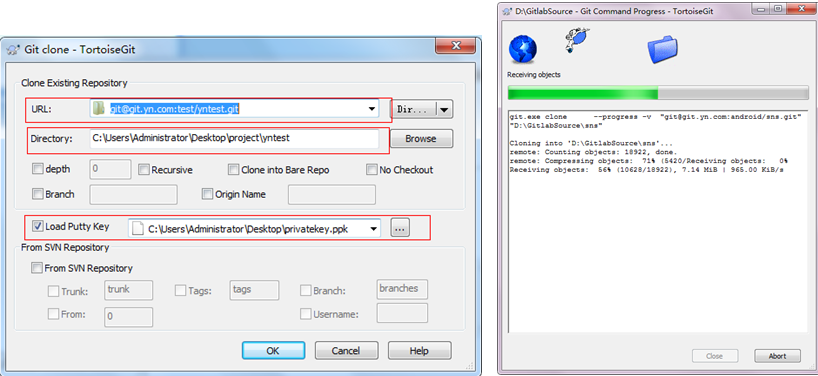 Git clone - TortoiseGit
Clone Existing Repository
URL: git@git.yn.com:test/yntest.git Dir...
Directory: C:\Users\Administrator\Desktop\project\yntest Browse
depth 0 Recursive Clone into Bare Repo No Checkout
Branch Origin Name
Load Putty Key C:\Users\Administrator\Desktop\privatekey.ppk ...
From SVN Repository
From SVN Repository
Trunk: trunk Tags: tags Branch: branches
From: 0 Username:
OK Cancel Help
D:\GitlabSource - Git Command Progress - TortoiseGit
Receiving objects
git.exe clone --progress -v "git@git.yn.com:android/sns.git"
"D:\GitlabSource\sns"
Cloning into 'D:\GitlabSource\sns'...
remote: Counting objects: 18922, done.
remote: Compressing objects: 71% (5420/Receiving objects: 0%
Receiving objects: 56% (10628/18922), 7.14 MiB | 965.00 KiB/s
Close Abort